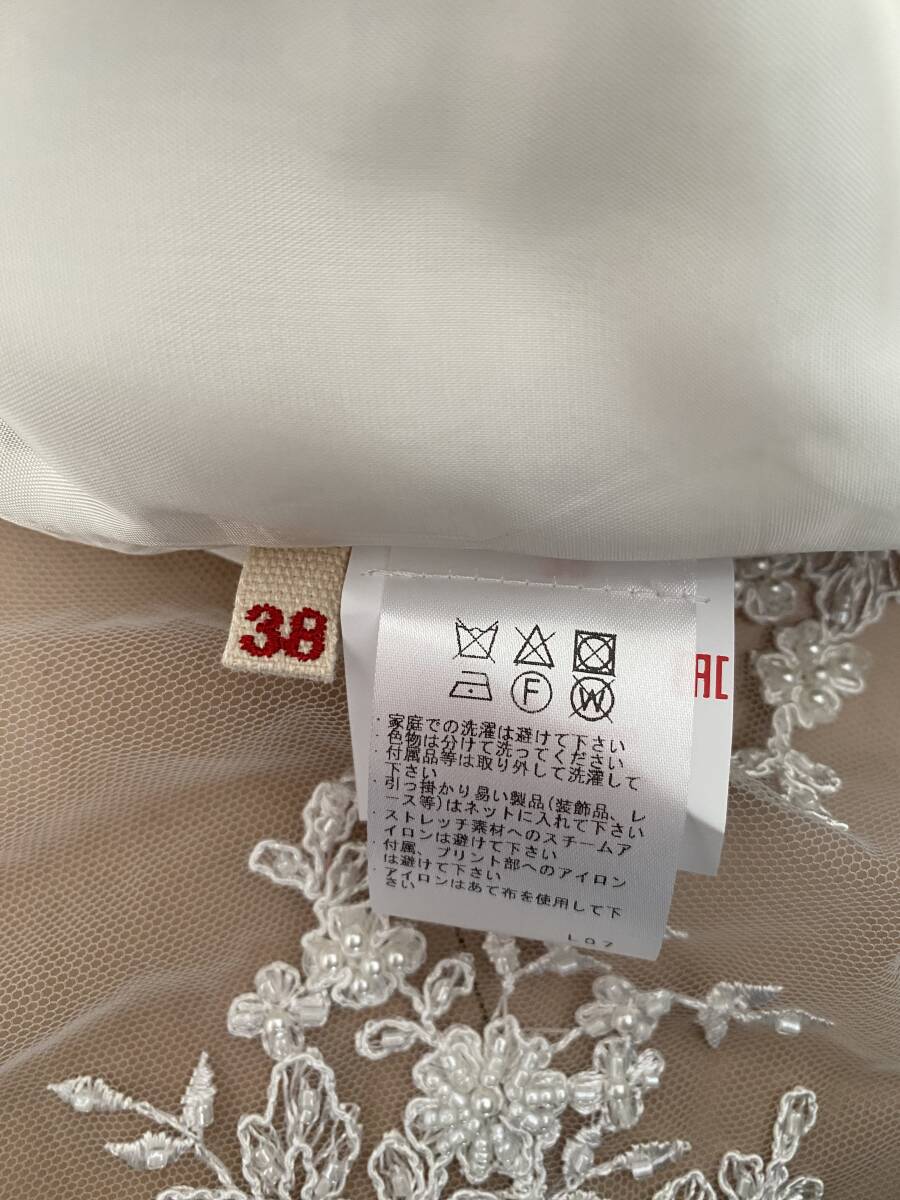 38
F W
AC
・家庭での洗濯は避けて下さい
・色物は分けて洗ってください
・付属品等は取り外して洗濯して
下さい
・引っ掛かり易い製品(装飾品、レ
ース等)はネットに入れて下さい
・ストレッチ素材へのスチームア
イロンは避けて下さい
・付属、プリント部へのアイロン
は避けて下さい
・アイロンはあて布を使用して下
さい